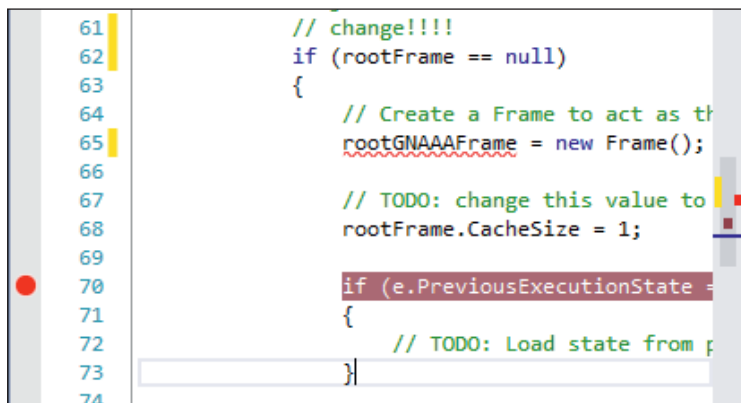 61 // change!!!!
62 if (rootFrame == null)
63 {
64 // Create a Frame to act as th
65 rootGNAAAFrame = new Frame();
66
67 // TODO: change this value to
68 rootFrame.CacheSize = 1;
69
70 if (e.PreviousExecutionState =
71 {
72 // TODO: Load state from p
73 }
74